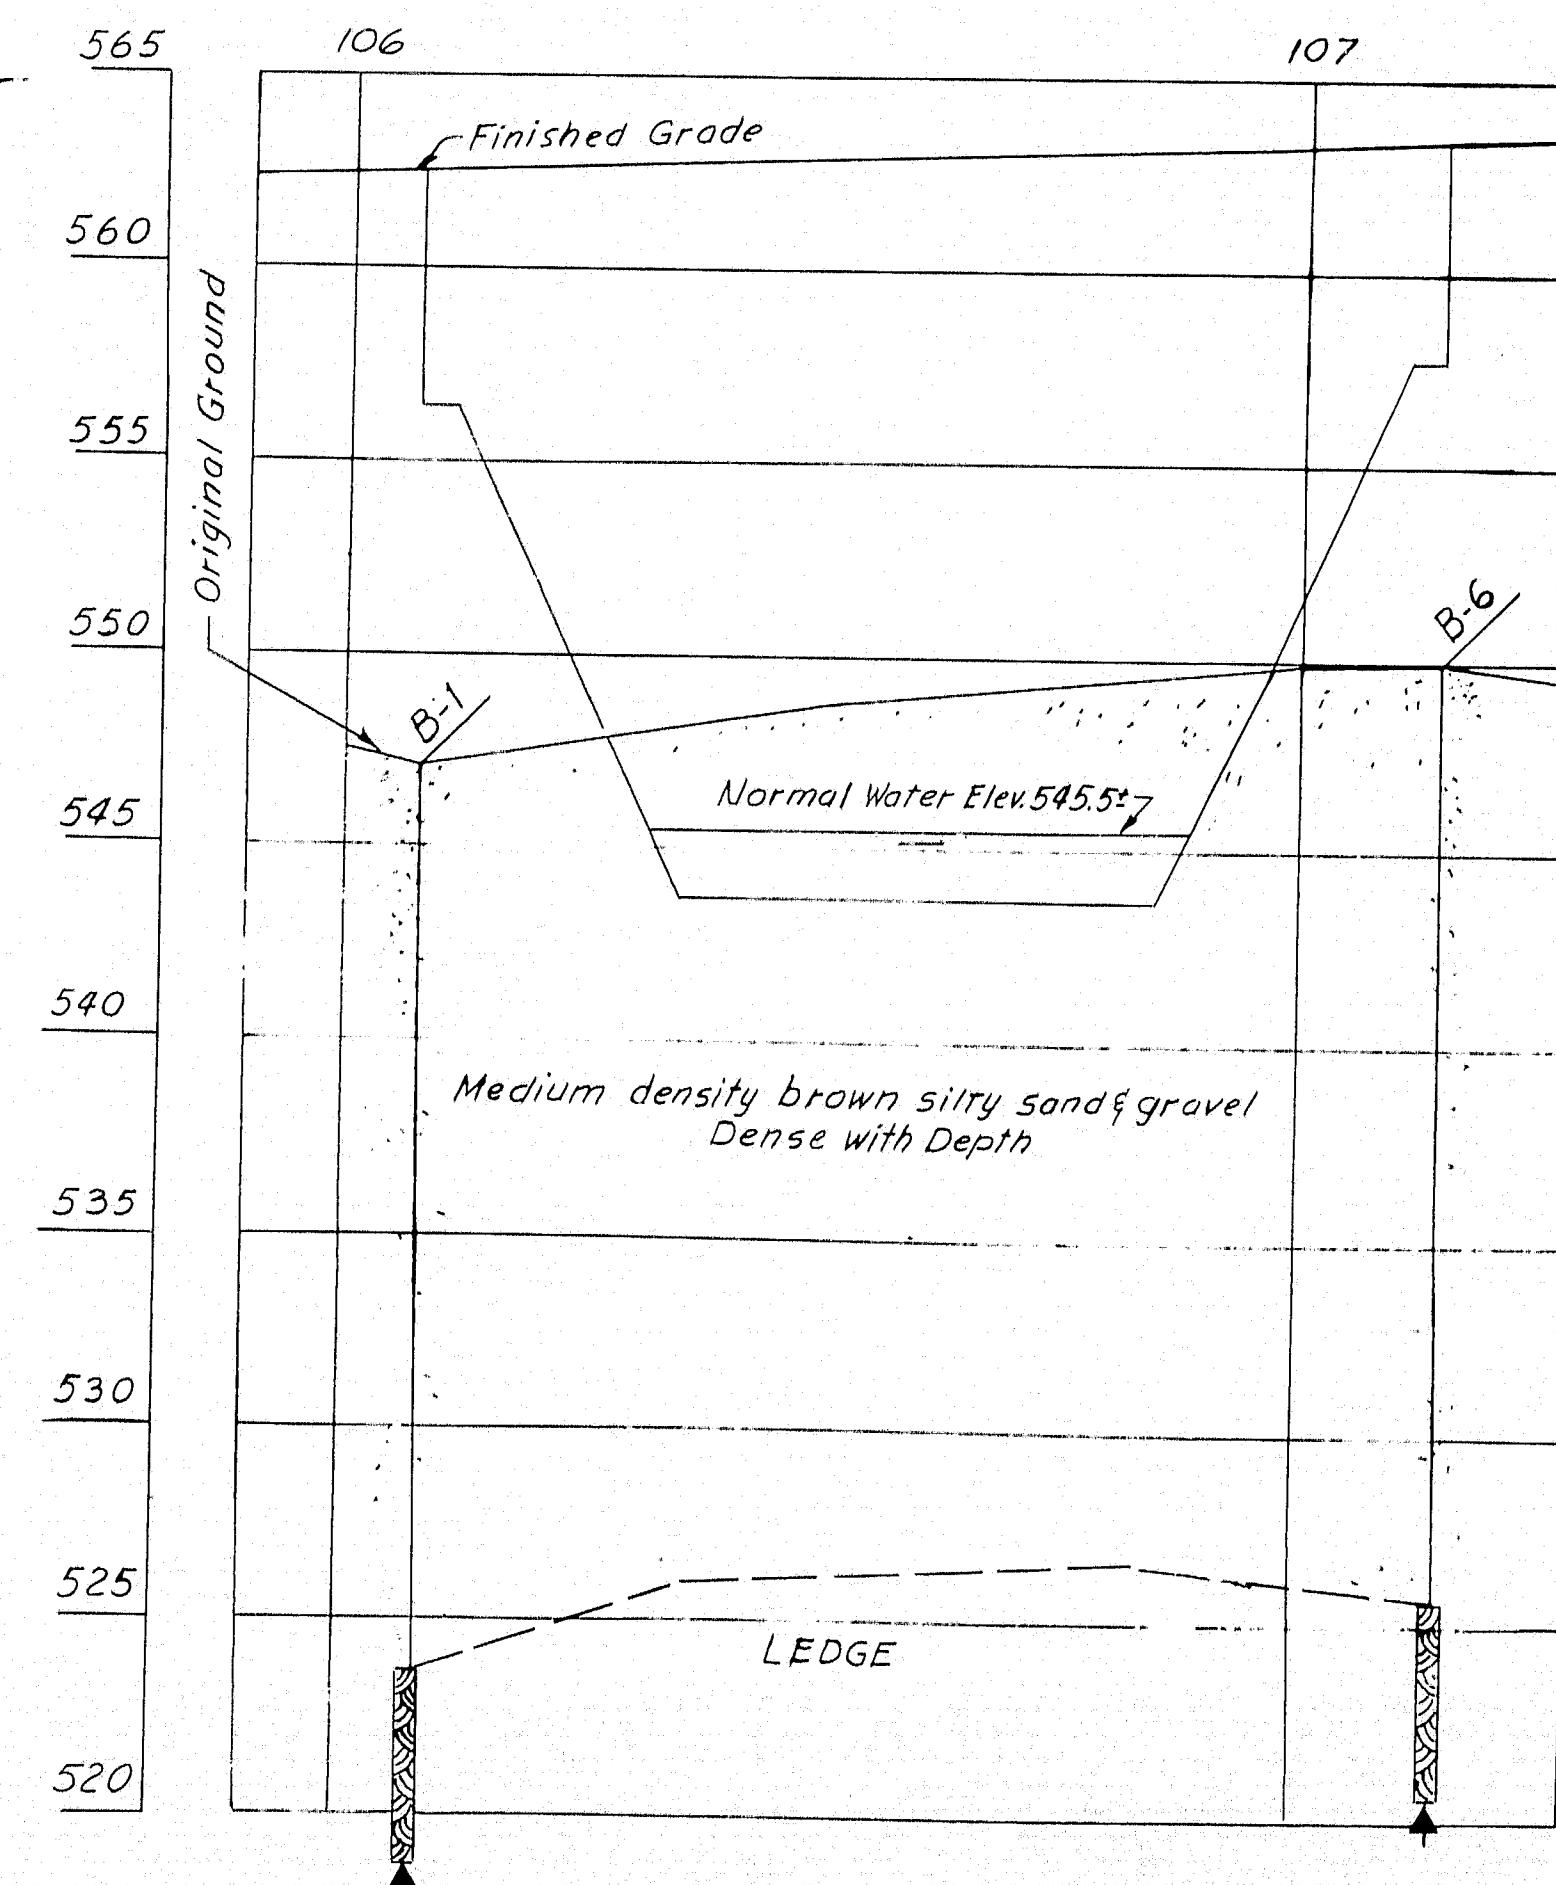 565
106
107
Finished Grade
560
Original Ground
555
550
B-1
B-6
Normal Water Elev. 545.5±
545
540
Medium density brown silty sand & gravel
Dense with Depth
535
530
525
LEDGE
520